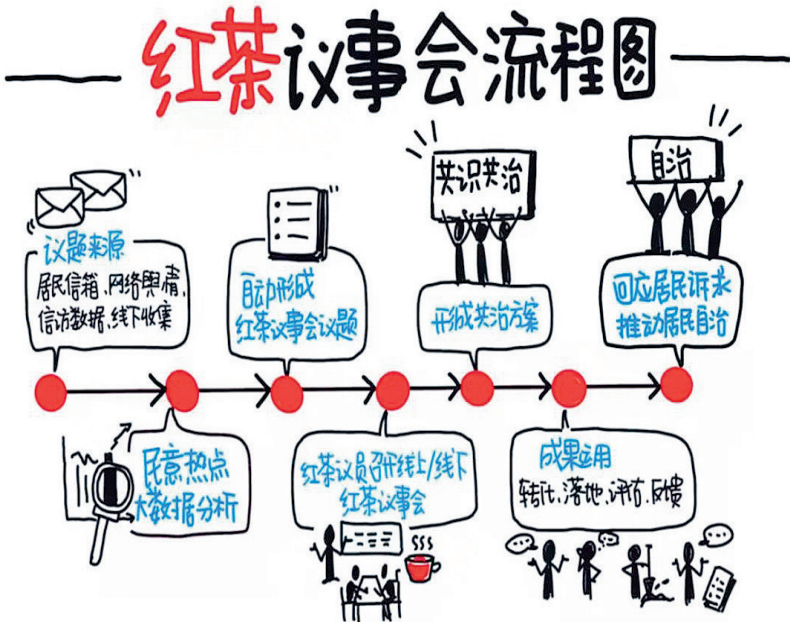 红茶议事会流程图
议题来源
居民信箱、网络舆情、
信访数据、线下收集
民意热点
大数据分析
自动形成
红茶议事会议题
红茶议员召开线上/线下
红茶议事会
共识共治
形成共治方案
成果运用
转化、落地、评估、反馈
自治
回应居民诉求
推动居民自治